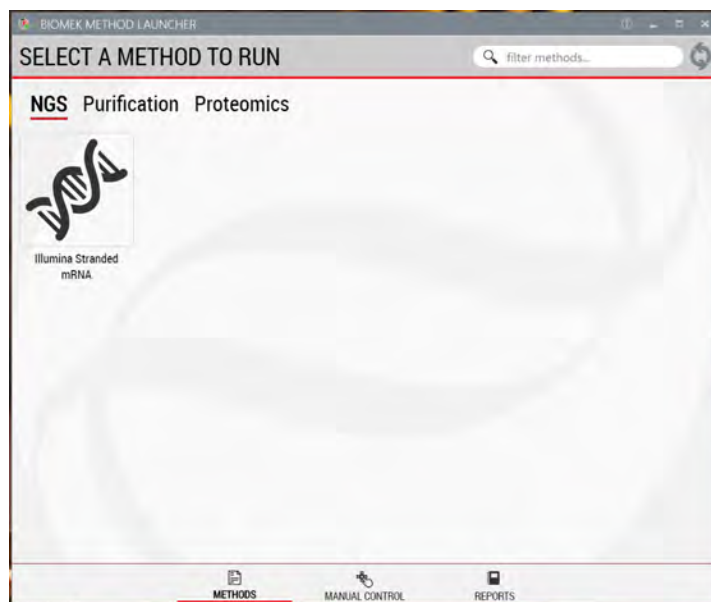 BIOMEK METHOD LAUNCHER
SELECT A METHOD TO RUN
filter methods...
NGS Purification Proteomics
Illumina Stranded
mRNA
METHODS MANUAL CONTROL REPORTS